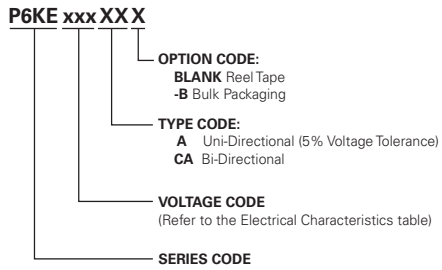 P6KE xxx XX X
OPTION CODE:
BLANK Reel Tape
-B Bulk Packaging
TYPE CODE:
A Uni-Directional (5% Voltage Tolerance)
CA Bi-Directional
VOLTAGE CODE
(Refer to the Electrical Characteristics table)
SERIES CODE